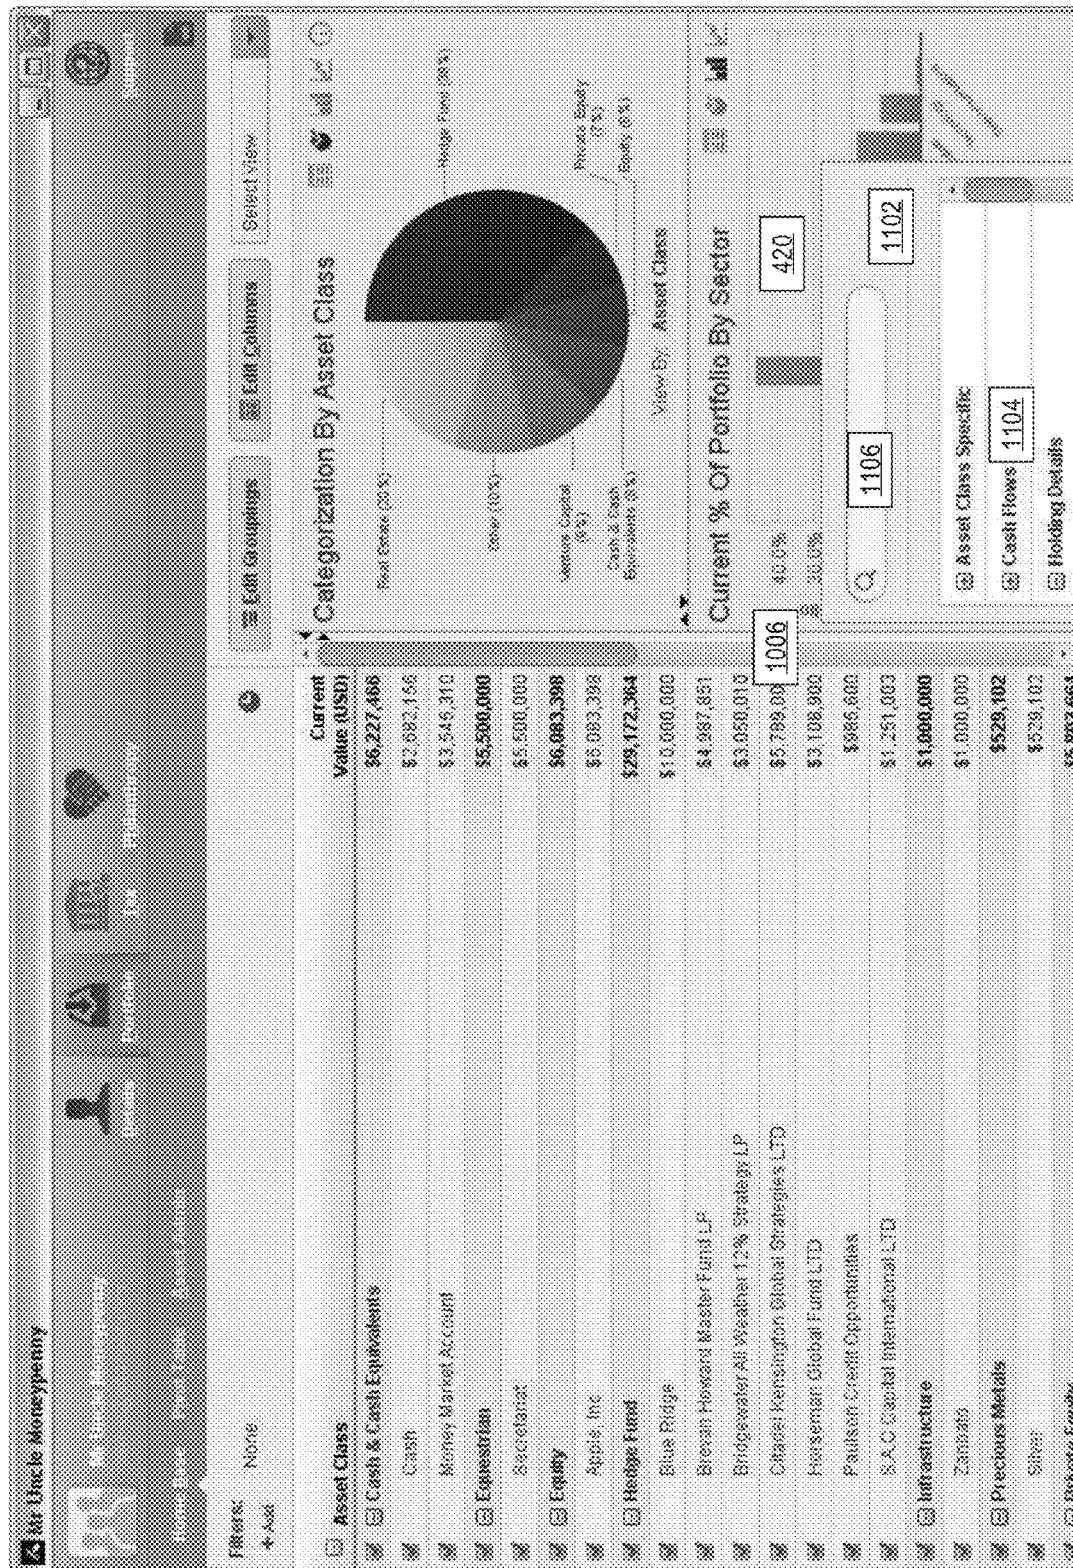 Mr Uncle Moneypenny
Filters:
None
+ Add
Edit Groupings
Edit Columns
Select view
Asset Class
Current
Value (USD)
Cash & Cash Equivalents $6,227,466
Cash $2,682,156
Money Market Account $3,545,310
Equestrian $5,500,000
Secretariat $5,500,000
Equity $6,083,398
Apple, Inc $6,083,398
Hedge Fund $29,172,364
Blue Ridge $10,000,000
Brevan Howard Master Fund LP $4,987,851
Bridgewater All Weather 12% Strategy LP $3,050,010
Citadel Kensington Global Strategies LTD $5,789,00
Horseman Global Fund LTD $3,108,900
Paulsen Credit Opportunities $985,600
S.A.C Capital International LTD $1,251,003
Infrastructure $1,000,000
Zansato $1,000,000
Precious Metals $529,102
Silver $529,102
Private Equity
Categorization By Asset Class
Real Estate (20%)
Other (10%)
Venture Capital
(9%)
Cash & Cash
Equivalents (8%)
Private Equity
(7%)
Equity (8%)
View By: Asset Class
Current % Of Portfolio By Sector
40.0%
30.0%
420
1006
1102
1106
Asset Class Specific
Cash Flows
1104
Holding Details